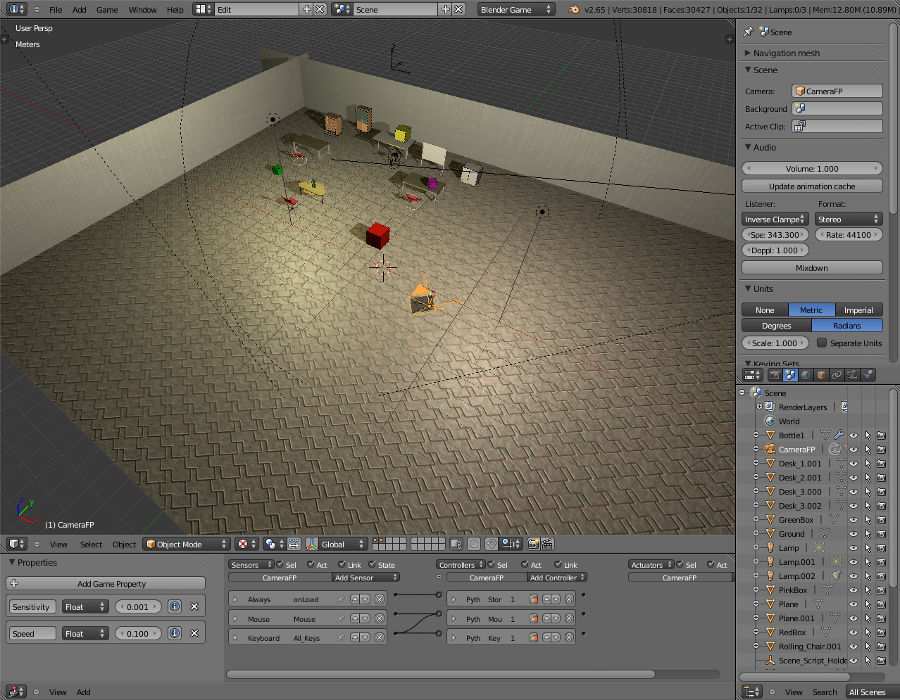 File Add Game Window Help Edit Scene Blender Game v2.65 | Verts:30818 | Faces:30427 | Objects:1/32 | Lamps:0/3 | Mem:12.80M (10.89M)
User Persp
Meters
(1) CameraFP
View Select Object Object Mode Global
Scene
Navigation mesh
Scene
Camera: CameraFP
Background
Active Clip:
Audio
Volume: 1.000
Update animation cache
Listener: Format:
Inverse Clampe Stereo
Spe: 343.300 Rate: 44100
Doppl: 1.000
Mixdown
Units
None Metric Imperial
Degrees Radians
Scale: 1.000 Separate Units
Keying Sets
Scene
RenderLayers
World
Bottle1
CameraFP
Desk_1.001
Desk_2.001
Desk_3.000
Desk_3.002
GreenBox
Ground
Lamp
Lamp.001
Lamp.002
PinkBox
Plane
Plane.001
RedBox
Rolling_Chair.001
Scene_Script_Holde
View Search All Scenes
Properties
Add Game Property
Sensitivity Float 0.001
Speed Float 0.100
View Add
Sensors Sel Act Link State
CameraFP Add Sensor
Always onLoad
Mouse Mouse
Keyboard All_Keys
Controllers Sel Act Link
CameraFP Add Controller
Pyth Stor 1
Pyth Mou 1
Pyth Key 1
Actuators Sel Act
CameraFP